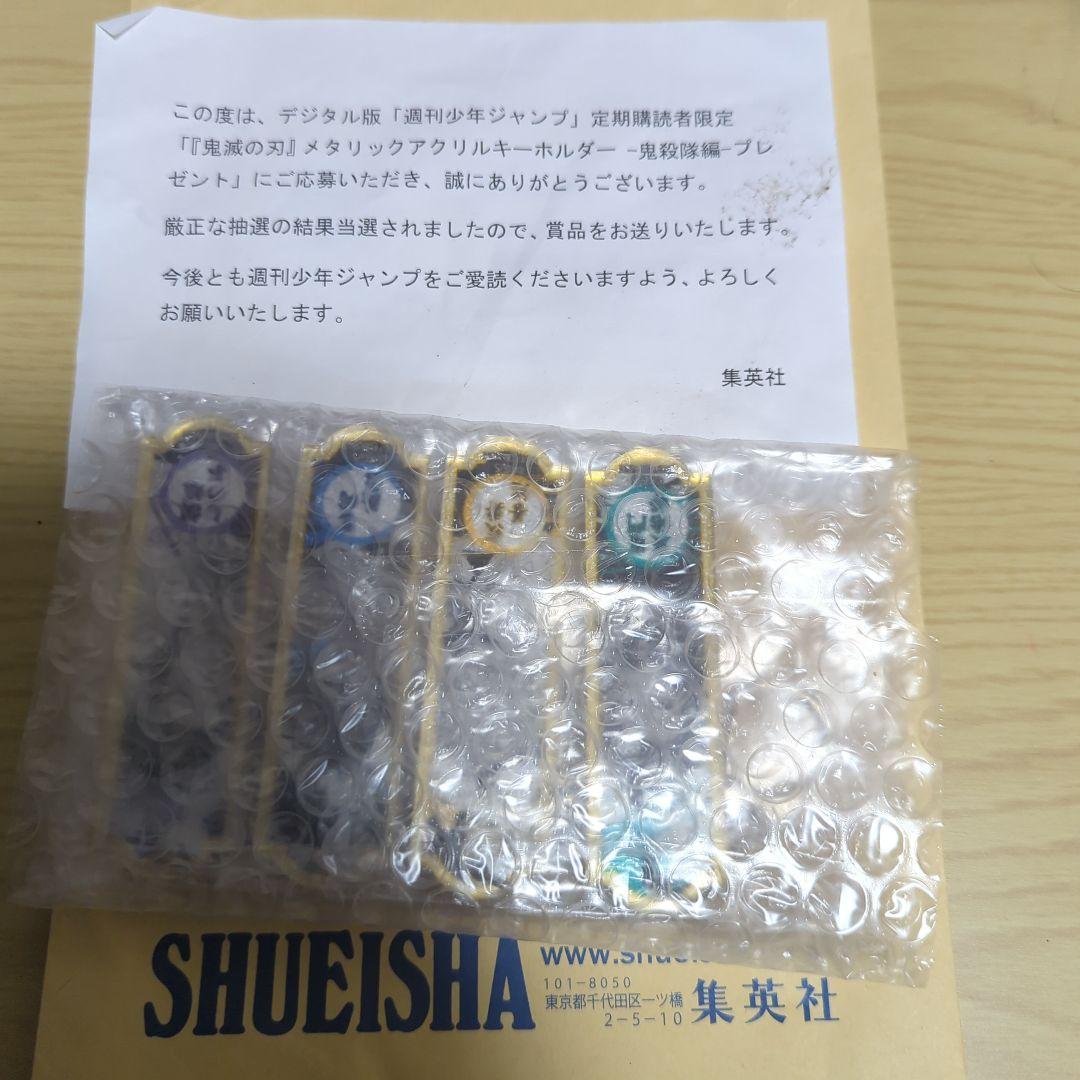 この度は、デジタル版「週刊少年ジャンプ」定期購読者限定
「『鬼滅の刃』メタリックアクリルキーホルダー -鬼殺隊編-プレ
ゼント」にご応募いただき、誠にありがとうございます。
厳正な抽選の結果当選されましたので、賞品をお送りいたします。
今後とも週刊少年ジャンプをご愛読くださいますよう、よろしく
お願いいたします。
集英社
SHUEISHA
www.shueis
101-8050
東京都千代田区一ツ橋
2-5-10
集英社